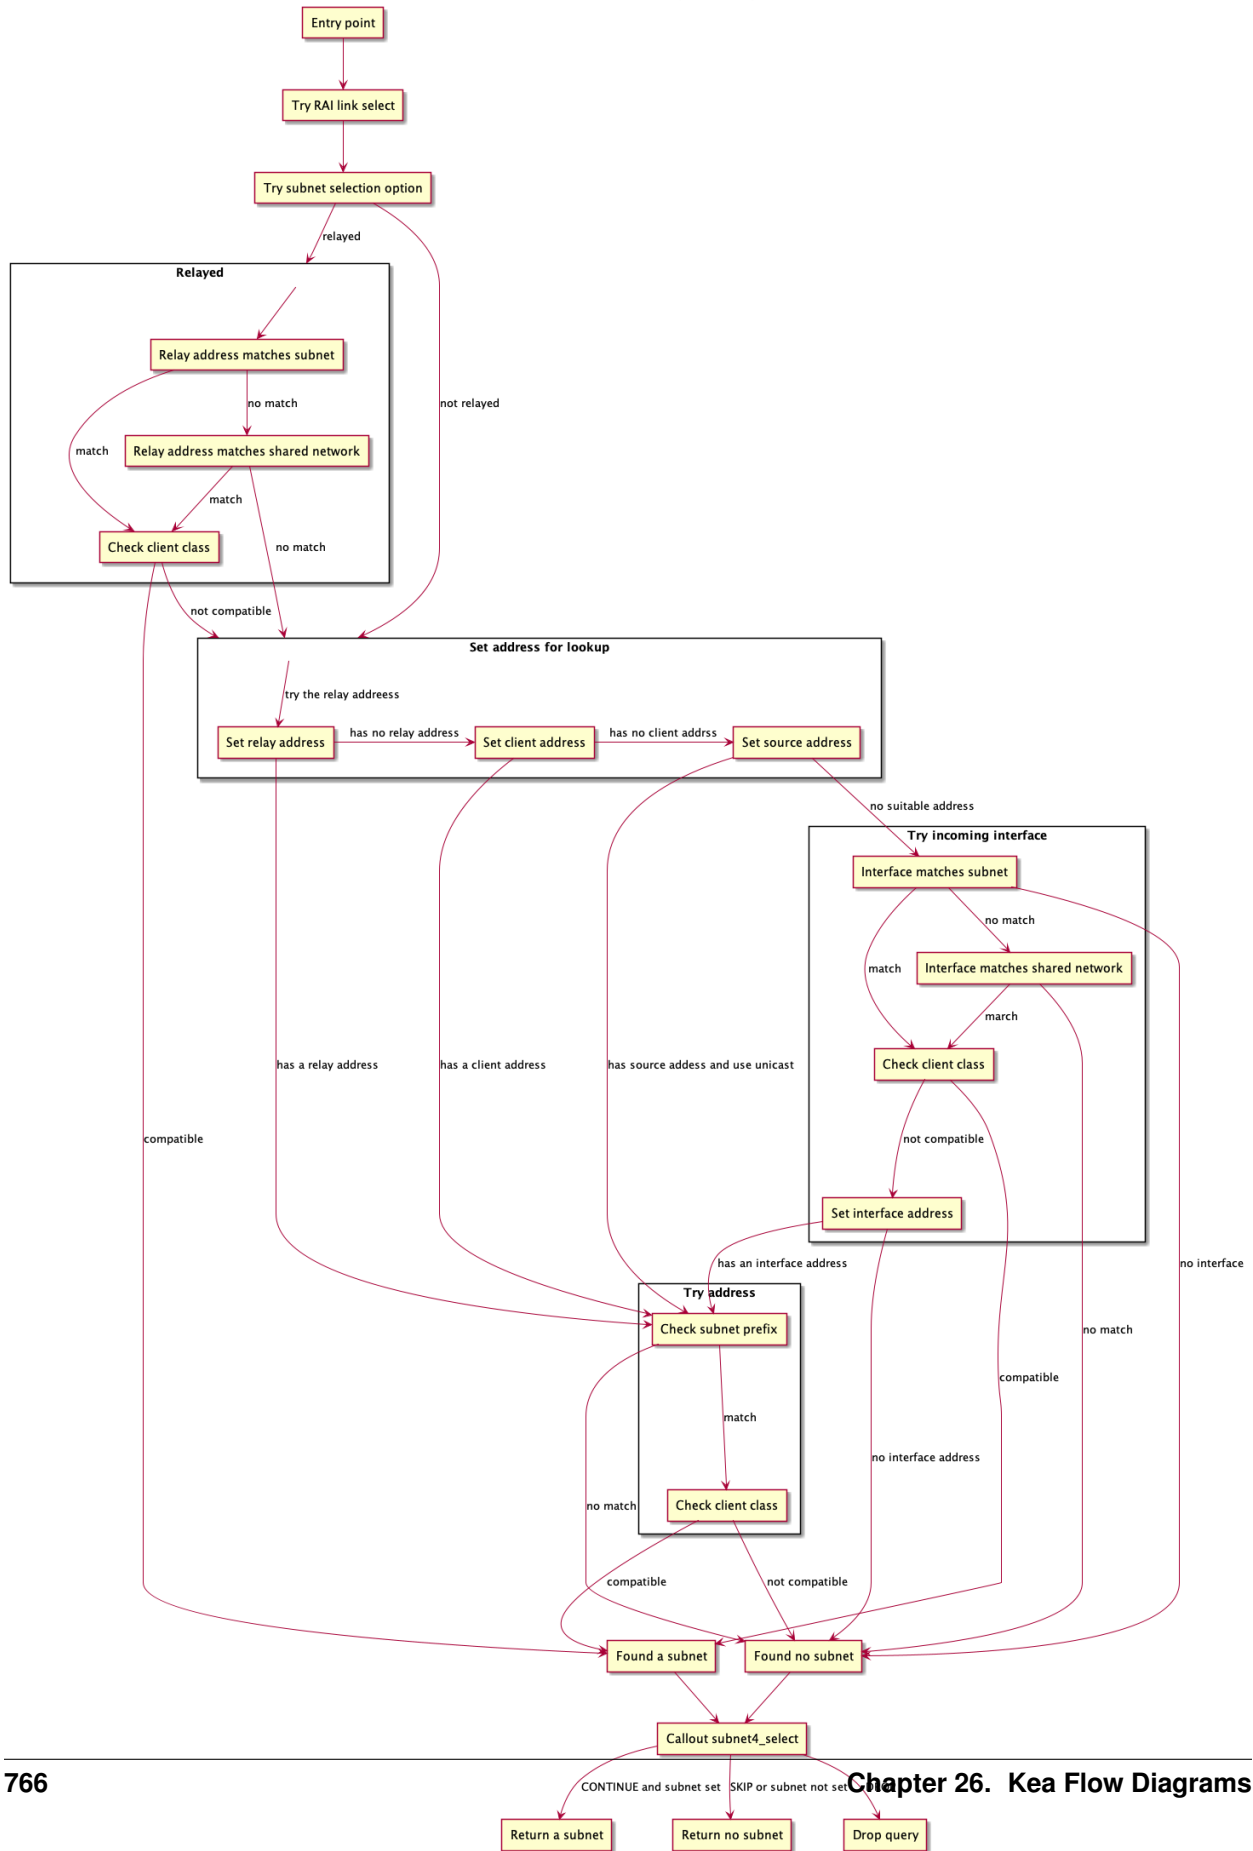 Entry point
Try RAI link select
Try subnet selection option
relayed
Relayed
Relay address matches subnet
no match
not relayed
match
Relay address matches shared network
match
Check client class
no match
not compatible
Set address for lookup
try the relay addreess
Set relay address
has no relay address
Set client address
has no client addrss
Set source address
no suitable address
Try incoming interface
Interface matches subnet
no match
match
Interface matches shared network
march
Check client class
has a relay address
has a client address
has source addess and use unicast
compatible
not compatible
Set interface address
has an interface address
no interface
Try address
Check subnet prefix
no match
compatible
match
no interface address
Check client class
no match
compatible
not compatible
Found a subnet
Found no subnet
Callout subnet4_select
766
Chapter 26. Kea Flow Diagrams
CONTINUE and subnet set
SKIP or subnet not set
Return a subnet
Return no subnet
Drop query